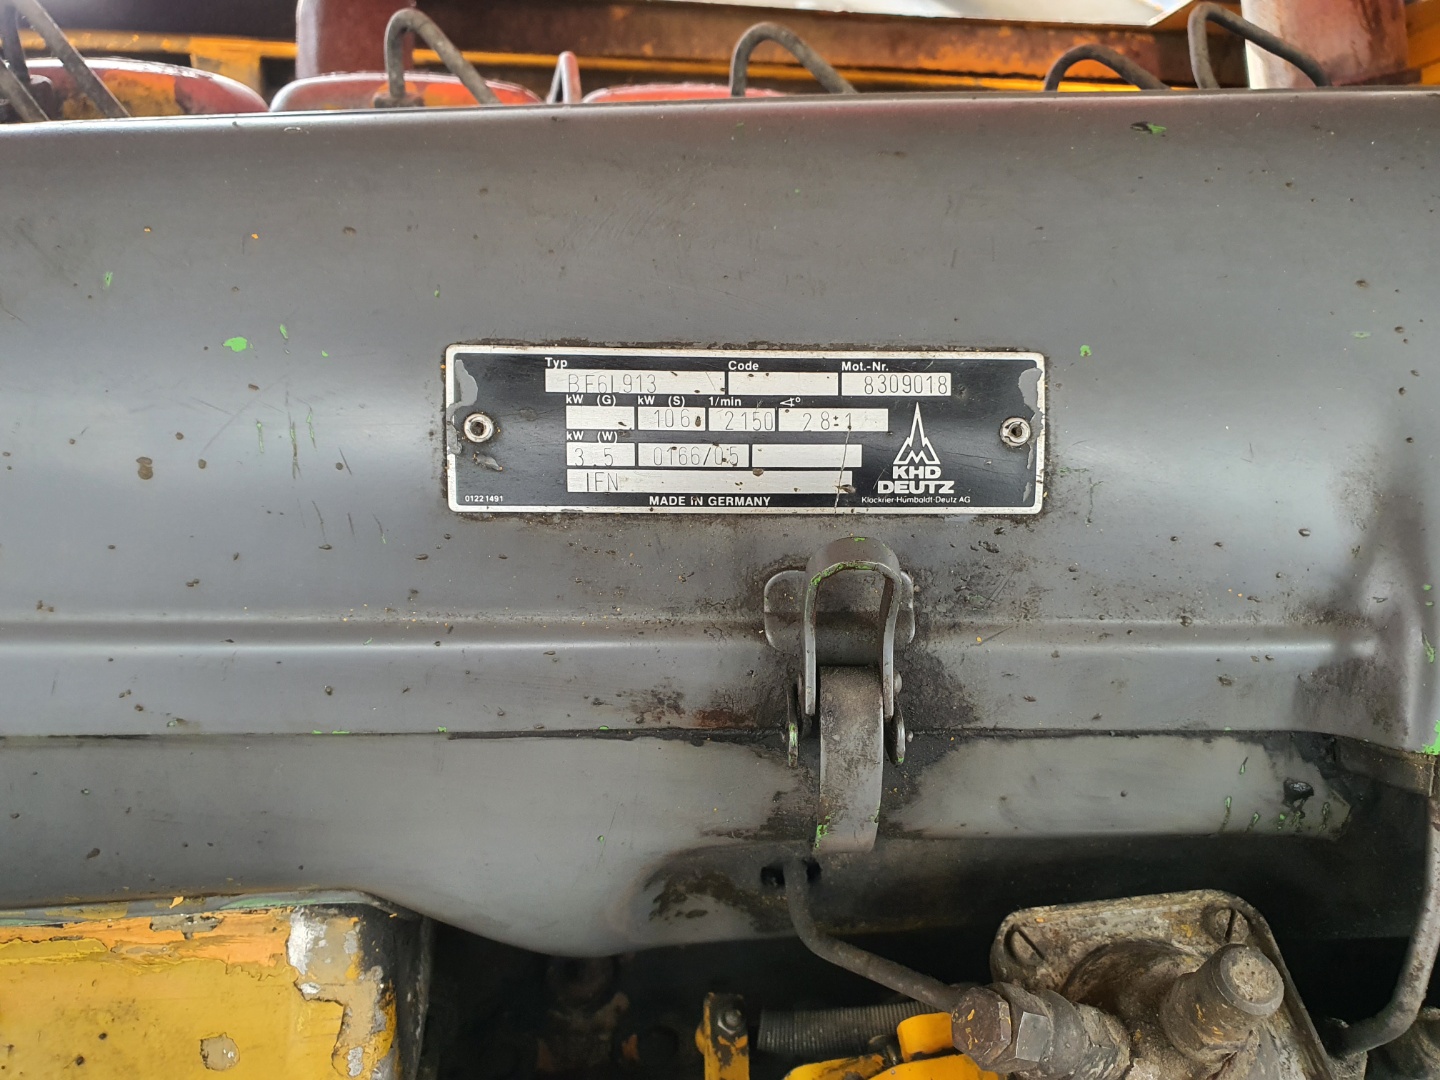 Typ Code Mot.-Nr.
BF6L913 8309018
kW (G) kW (S) 1/min ∢°
106 2150 28:1
kW (W)
3.5 0166/05
IFN
KHD
DEUTZ
01221491 MADE IN GERMANY Klöckner-Humboldt-Deutz AG